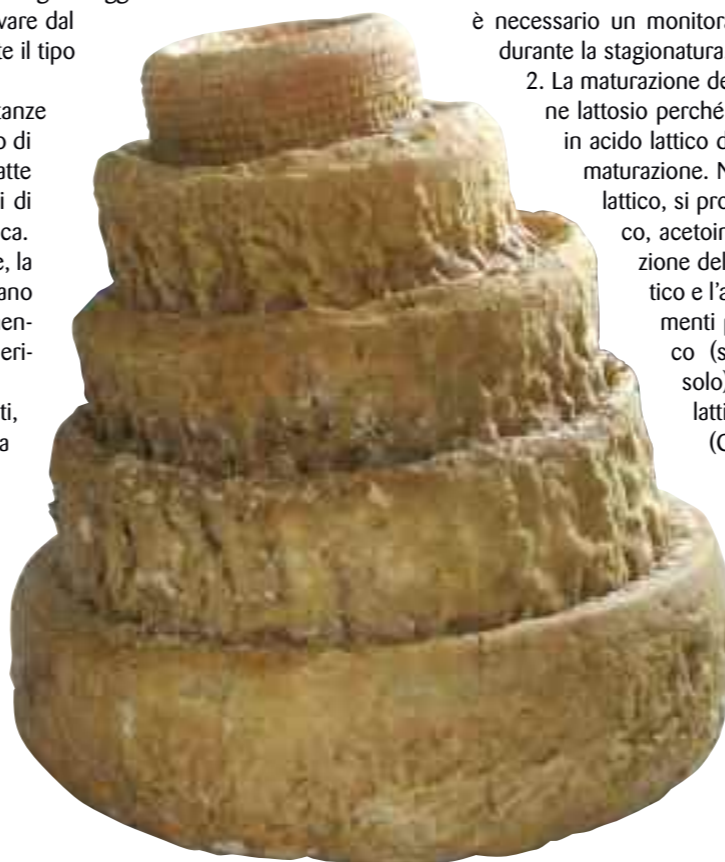 vare dal
te il tipo
tanze
o di
atte
i di
ca.
e, la
ano
en-
eri-
ti,
a
è necessario un monitora
durante la stagionatura
2. La maturazione de
ne lattosio perché
in acido lattico d
maturazione. N
lattico, si pro
co, acetoin
zione del
tico e l’a
menti p
co (s
solo)
latti
(C